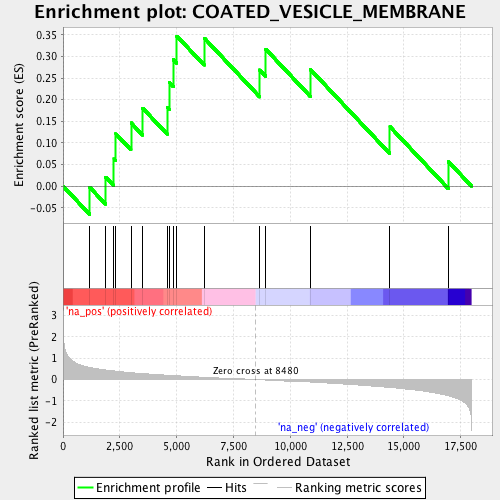 Enrichment plot: COATED_VESICLE_MEMBRANE
Enrichment score (ES)
0.35
0.30
0.25
0.20
0.15
0.10
0.05
0.00
-0.05
'na_pos' (positively correlated)
Ranked list metric (PreRanked)
3
2
1
0
-1
-2
Zero cross at 8480
'na_neg' (negatively correlated)
0 2,500 5,000 7,500 10,000 12,500 15,000 17,500
Rank in Ordered Dataset
Enrichment profile Hits Ranking metric scores